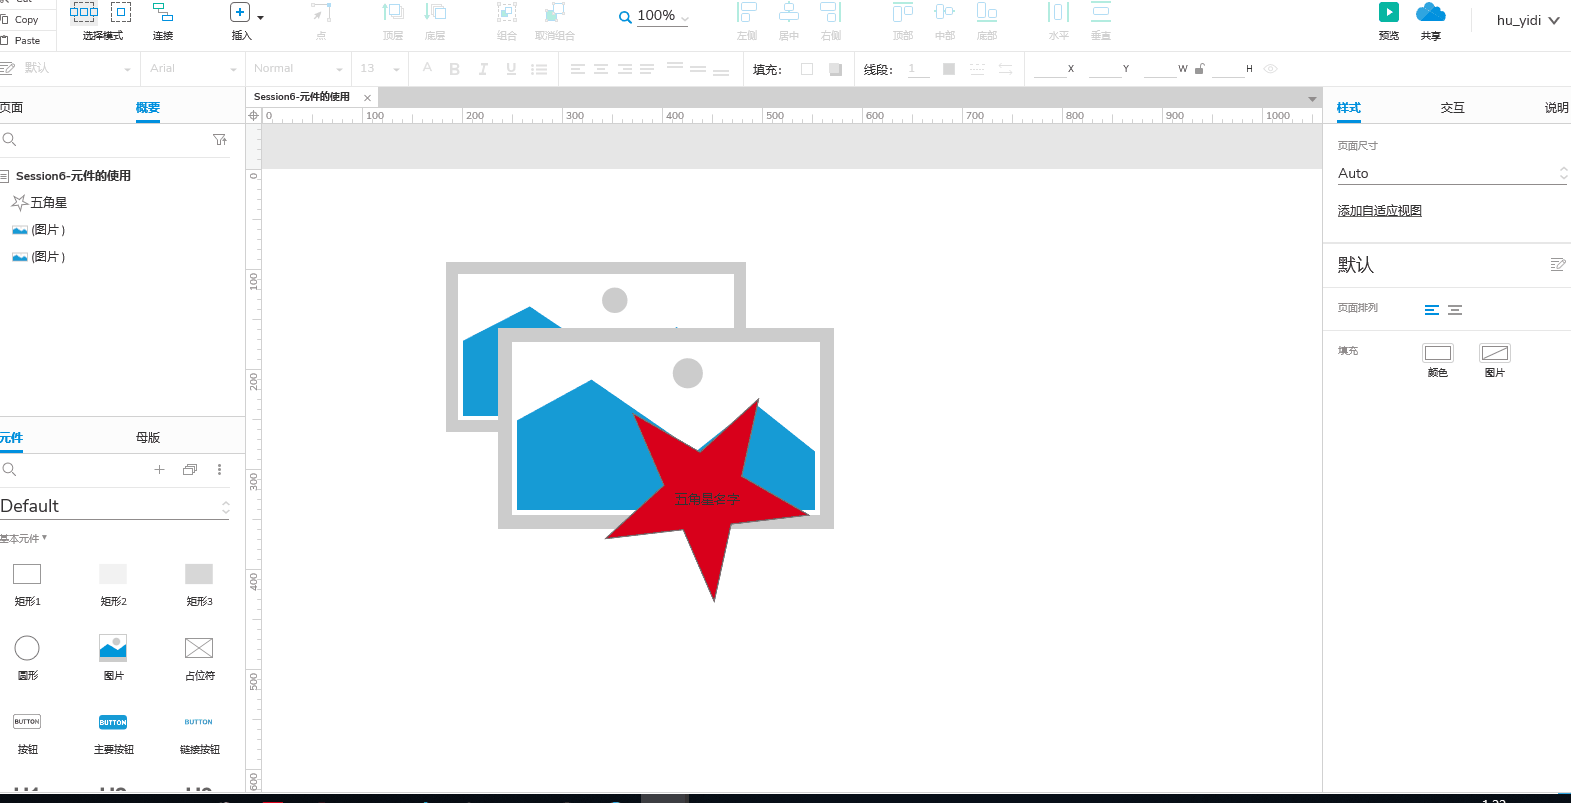 Cut
Copy
Paste
选择模式
连接
插入
点
顶层
底层
组合
取消组合
100%
左侧
居中
右侧
顶部
中部
底部
水平
垂直
预览
共享
hu_yidi
默认
Arial
Normal
13
A
B
I
U
填充：
线段：
1
X
Y
W
H
页面
概要
Session6-元件的使用
0
100
200
300
400
500
600
700
800
900
1000
Session6-元件的使用
五角星
(图片）
(图片）
0
100
200
300
400
500
600
五角星名字
元件
母版
Default
基本元件
矩形1
矩形2
矩形3
圆形
图片
占位符
BUTTON
BUTTON
BUTTON
按钮
主要按钮
链接按钮
样式
交互
说明
页面尺寸
Auto
添加自适应视图
默认
页面排列
填充
颜色
图片